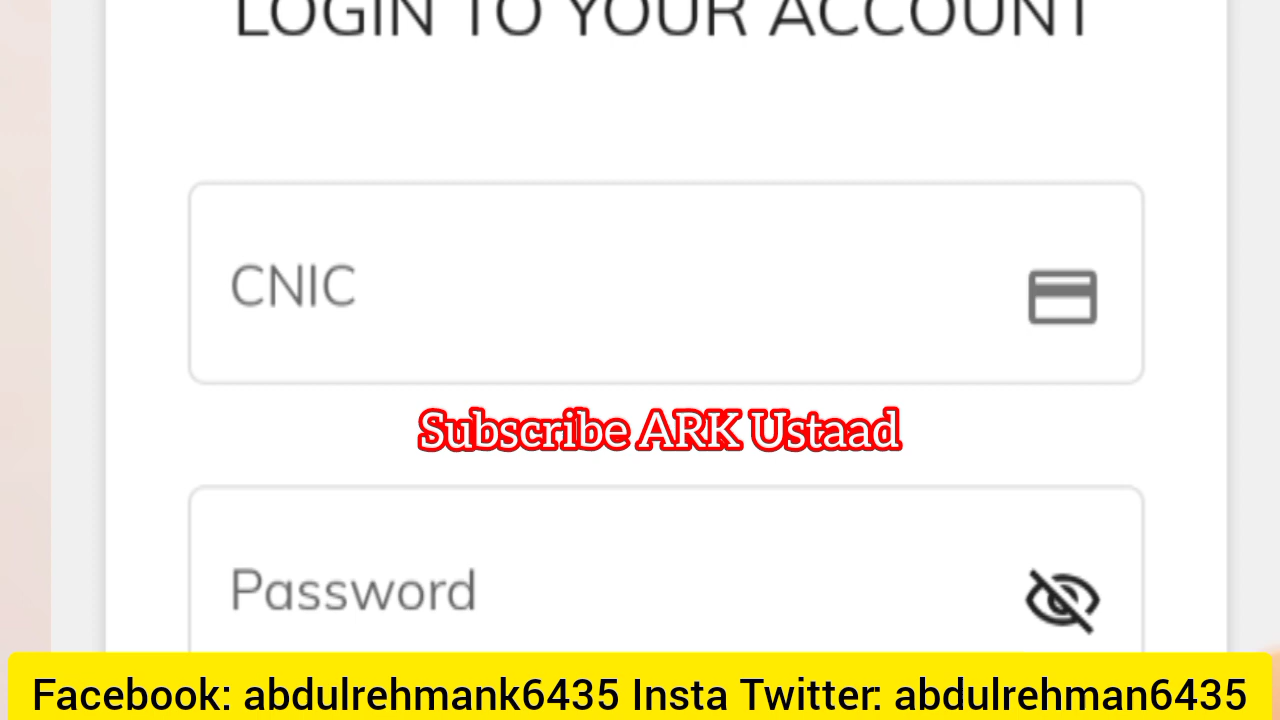 LOGIN TO YOUR ACCOUNT
CNIC
Subscribe ARK Ustaad
Password
Facebook: abdulrehmank6435 Insta Twitter: abdulrehman6435